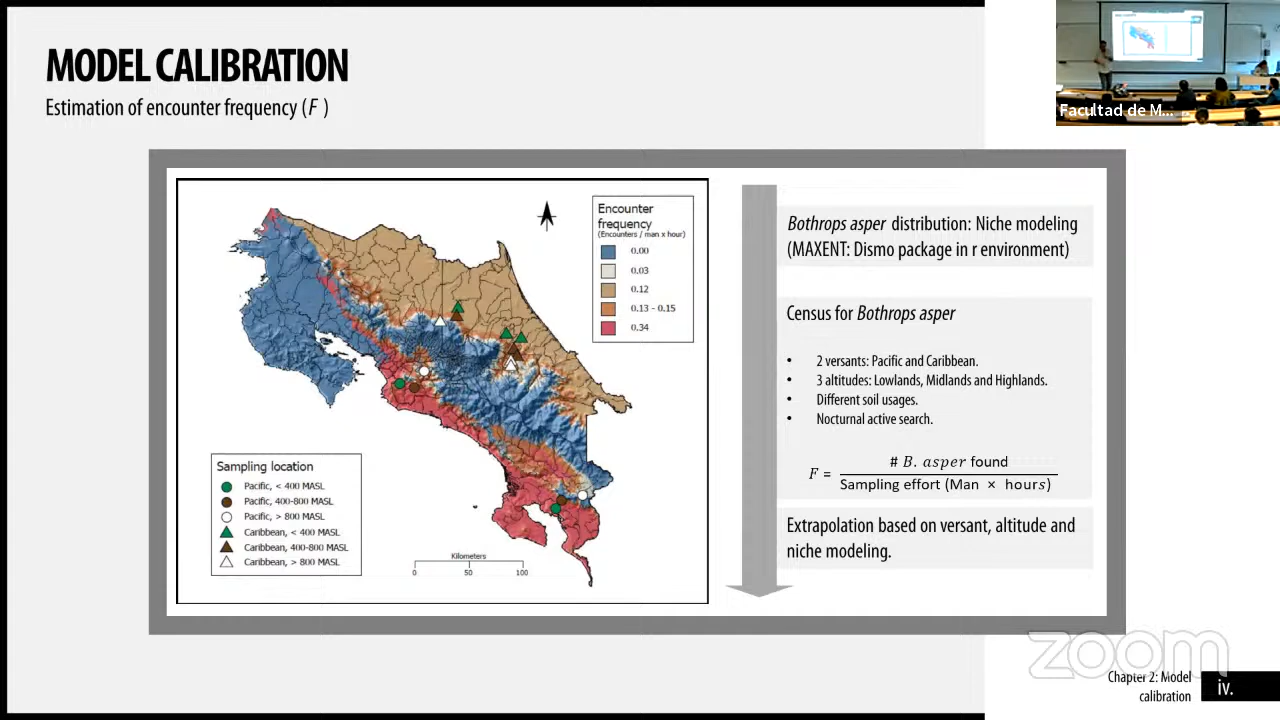 MODEL CALIBRATION
Estimation of encounter frequency (F )
Facultad de M...
Encounter
frequency
(Encounters / man x hour)
0.00
0.03
0.12
0.13 - 0.15
0.34
Sampling location
Pacific, < 400 MASL
Pacific, 400-800 MASL
Pacific, > 800 MASL
Caribbean, < 400 MASL
Caribbean, 400-800 MASL
Caribbean, > 800 MASL
Kilometers
0 50 100
Bothrops asper distribution: Niche modeling
(MAXENT: Dismo package in r environment)
Census for Bothrops asper
• 2 versants: Pacific and Caribbean.
• 3 altitudes: Lowlands, Midlands and Highlands.
• Different soil usages.
• Nocturnal active search.
# B. asper found
F =
Sampling effort (Man × hours)
Extrapolation based on versant, altitude and
niche modeling.
zoom
Chapter 2: Model
calibration
iv.